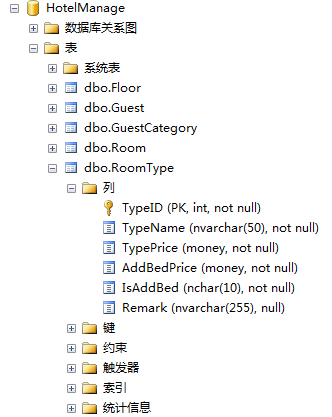 HotelManage
数据库关系图
表
系统表
dbo.Floor
dbo.Guest
dbo.GuestCategory
dbo.Room
dbo.RoomType
列
TypeID (PK, int, not null)
TypeName (nvarchar(50), not null)
TypePrice (money, not null)
AddBedPrice (money, not null)
IsAddBed (nchar(10), not null)
Remark (nvarchar(255), null)
键
约束
触发器
索引
统计信息